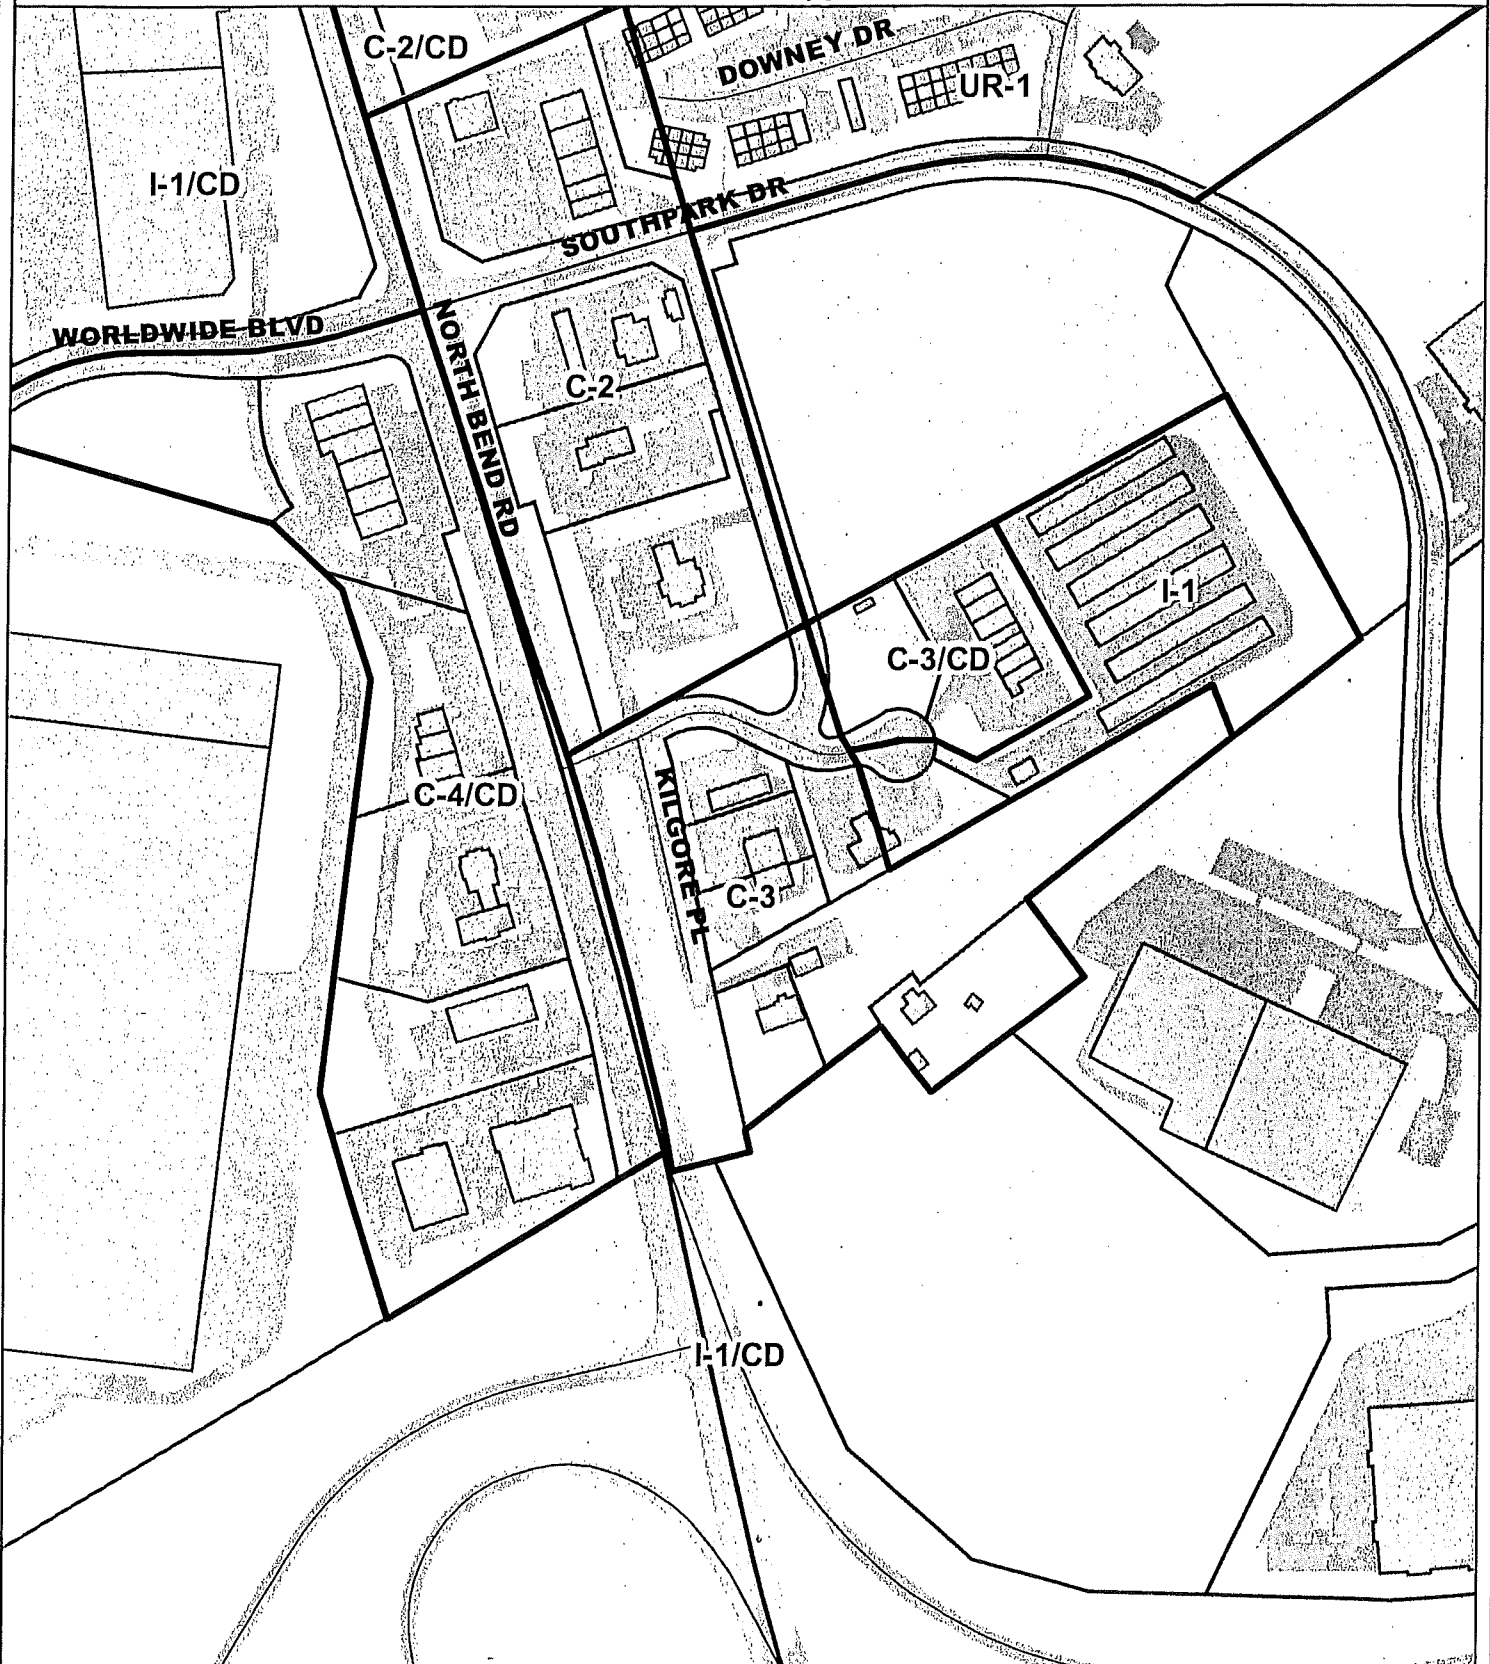 C-2/CD
DOWNEY DR
UR-1
I-1/CD
SOUTHPARK DR
WORLDWIDE BLVD
NORTH BEND RD
C-2
I-1
C-3/CD
KILGORE PL
C-4/CD
C-3
I-1/CD